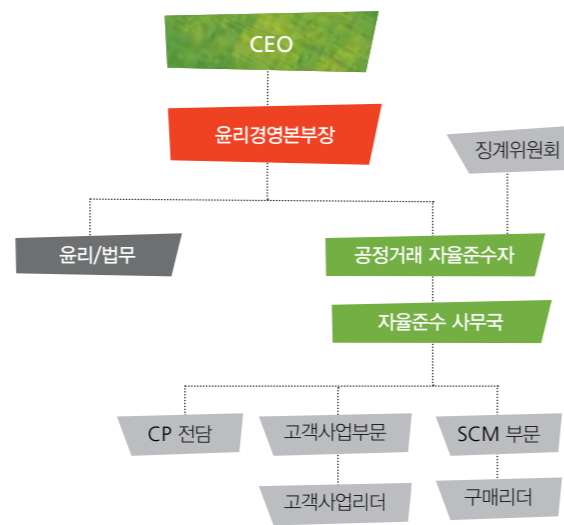 CEO
윤리경영본부장
징계위원회
윤리/법무
공정거래 자율준수자
자율준수 사무국
CP 전담
고객사업부문
SCM 부문
고객사업리더
구매리더